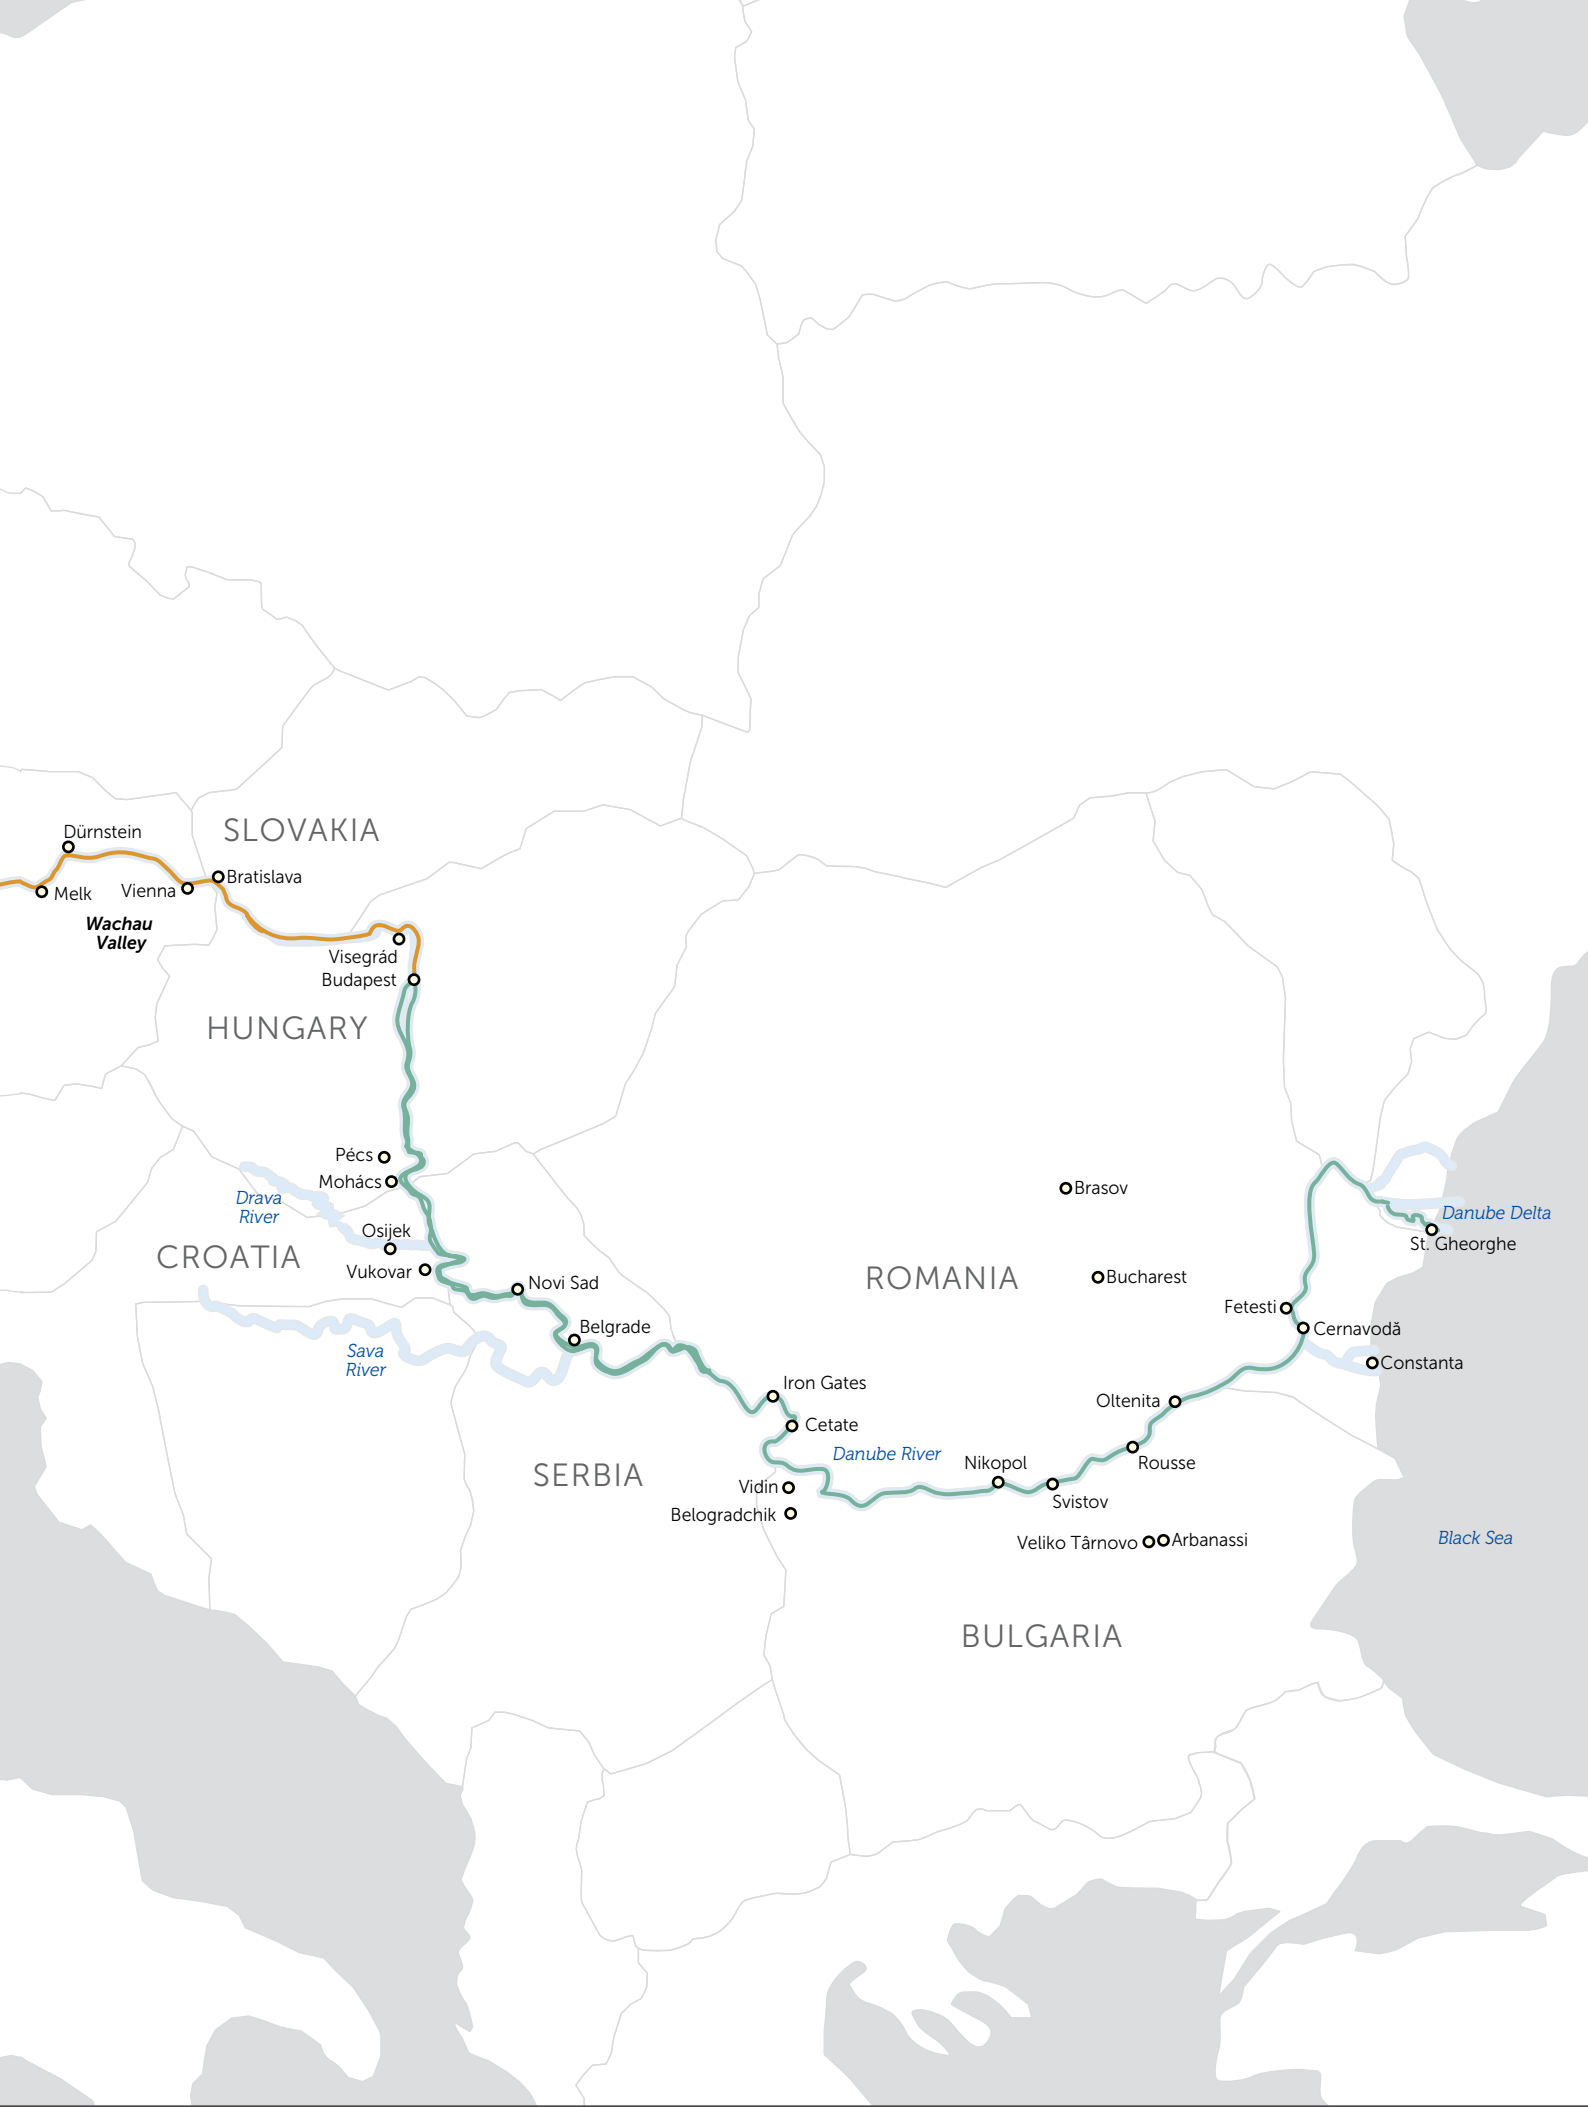 Dürnstein
SLOVAKIA
Bratislava
Melk
Vienna
Wachau
Valley
Visegrád
Budapest
HUNGARY
Pécs
Mohács
Drava
River
Osijek
CROATIA
Vukovar
Novi Sad
Belgrade
Sava
River
Brasov
Danube Delta
St. Gheorghe
ROMANIA
Bucharest
Fetesti
Cernavodă
Constanta
Iron Gates
Oltenita
Cetate
Danube River
Nikopol
Rousse
SERBIA
Vidin
Svistov
Belogradchik
Veliko Târnovo
Arbanassi
Black Sea
BULGARIA